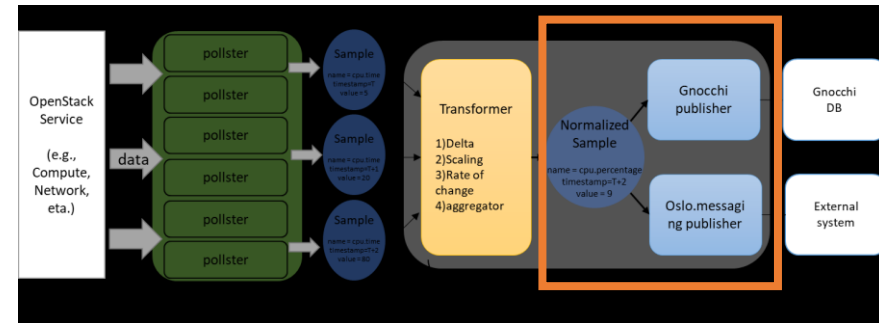 OpenStack
Service
(e.g.,
Compute,
Network,
eta.)
data
pollster
pollster
pollster
pollster
pollster
pollster
Sample
name = cpu.time
timestamp=T
value = 5
Sample
name = cpu.time
timestamp=T+1
value = 20
Sample
name = cpu.time
timestamp=T+2
value = 80
Transformer
1)Delta
2)Scaling
3)Rate of
change
4)aggregator
Normalized
Sample
name = cpu.percentage
timestamp=T+2
value = 9
Gnocchi
publisher
Oslo.messagi
ng publisher
Gnocchi
DB
External
system